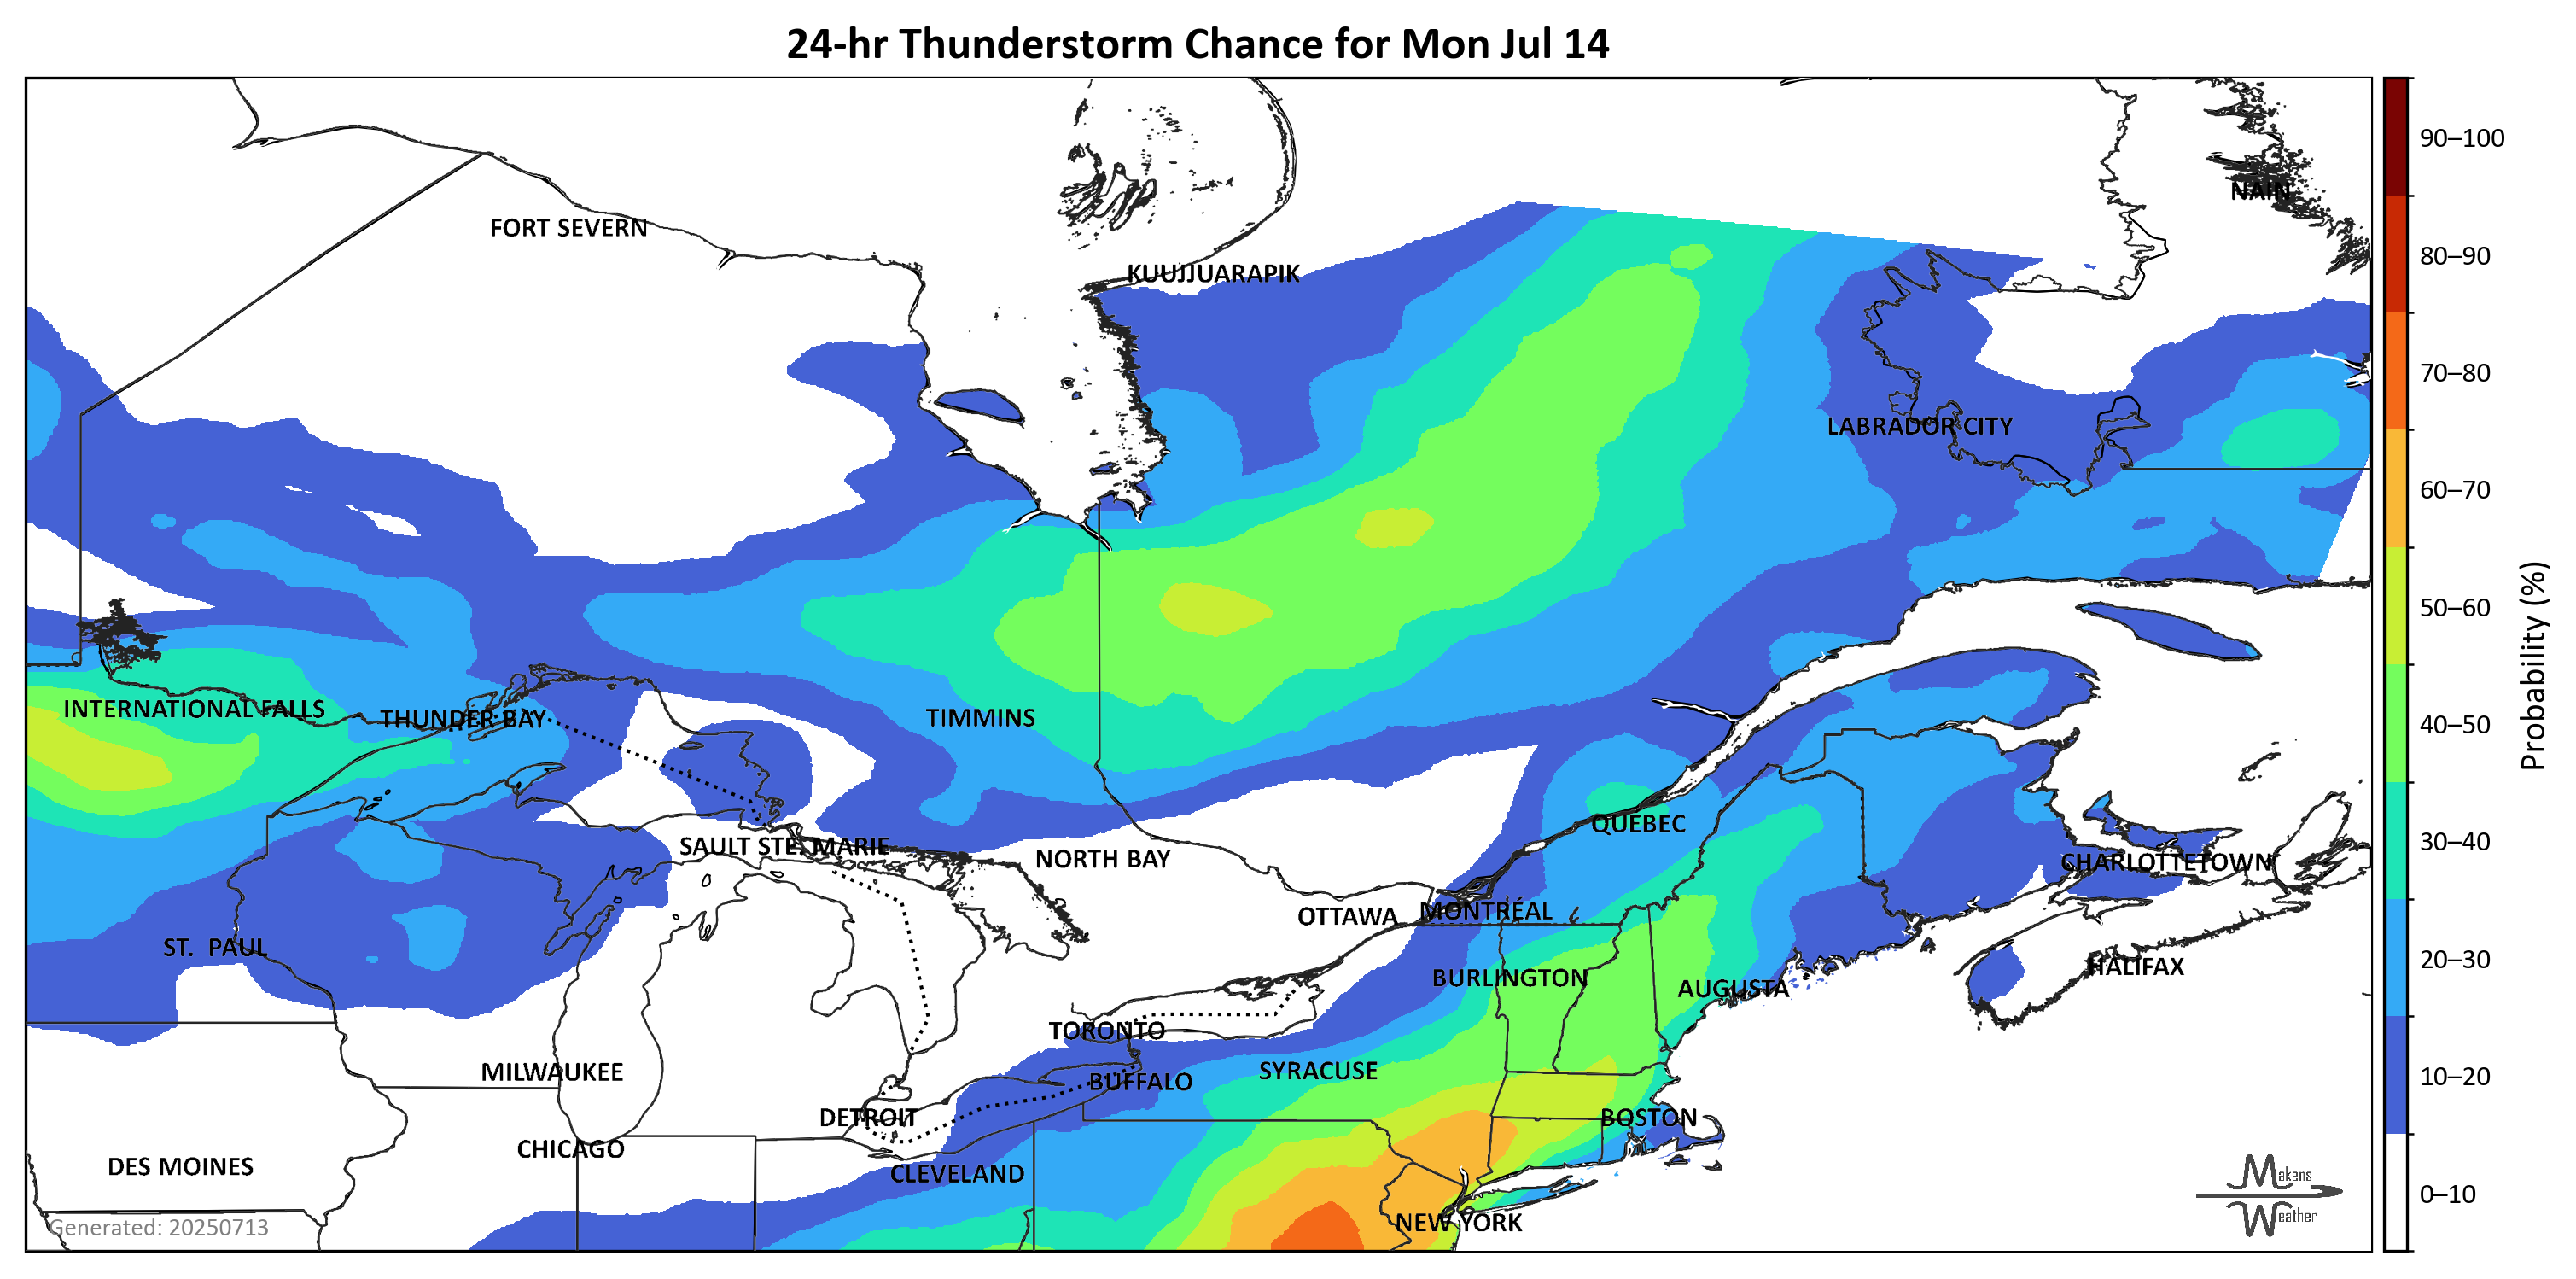 24-hr Thunderstorm Chance for Mon Jul 14
NAIN
FORT SEVERN
KUUJJUARAPIK
LABRADOR CITY
INTERNATIONAL FALLS
THUNDER BAY
TIMMINS
QUÉBEC
SAULT STE. MARIE
NORTH BAY
CHARLOTTETOWN
OTTAWA
MONTRÉAL
ST.  PAUL
HALIFAX
BURLINGTON
AUGUSTA
TORONTO
MILWAUKEE
SYRACUSE
BUFFALO
DETROIT
BOSTON
CHICAGO
DES MOINES
CLEVELAND
NEW YORK
Generated: 20250713
Makens
Weather
90–100
80–90
70–80
60–70
50–60
40–50
30–40
20–30
10–20
0–10
Probability (%)